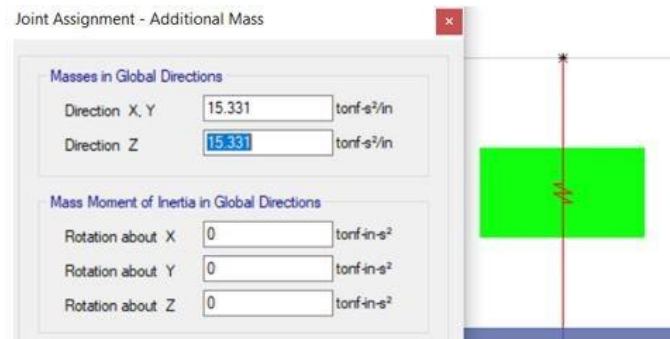 Joint Assignment - Additional Mass
Masses in Global Directions
Direction X, Y 15.331 tonf-s²/in
Direction Z 15.331 tonf-s²/in
Mass Moment of Inertia in Global Directions
Rotation about X 0 tonf-in-s²
Rotation about Y 0 tonf-in-s²
Rotation about Z 0 tonf-in-s²